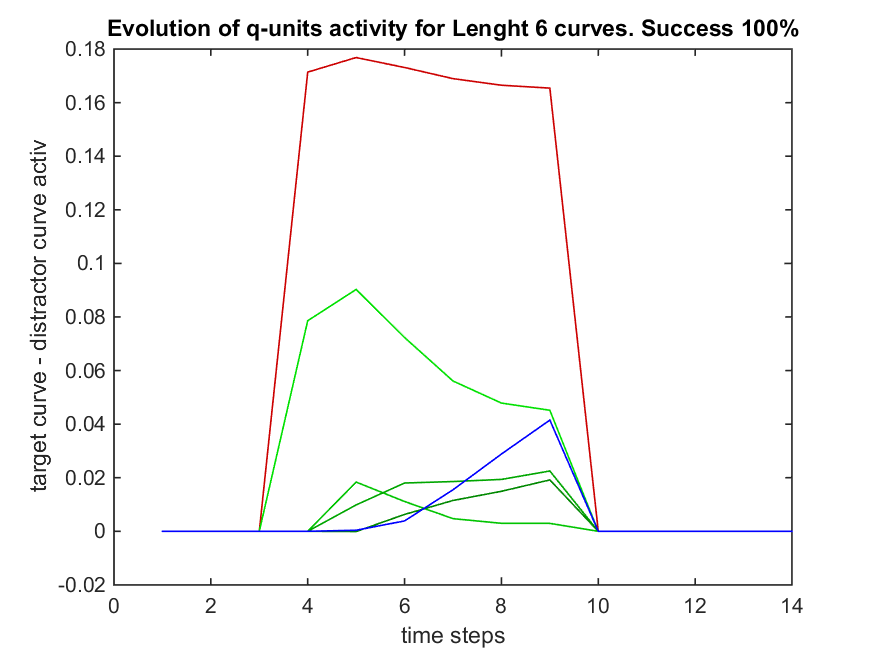 Evolution of q-units activity for Lenght 6 curves. Success 100%
target curve - distractor curve activ
0.18
0.16
0.14
0.12
0.1
0.08
0.06
0.04
0.02
0
-0.02
0 2 4 6 8 10 12 14
time steps